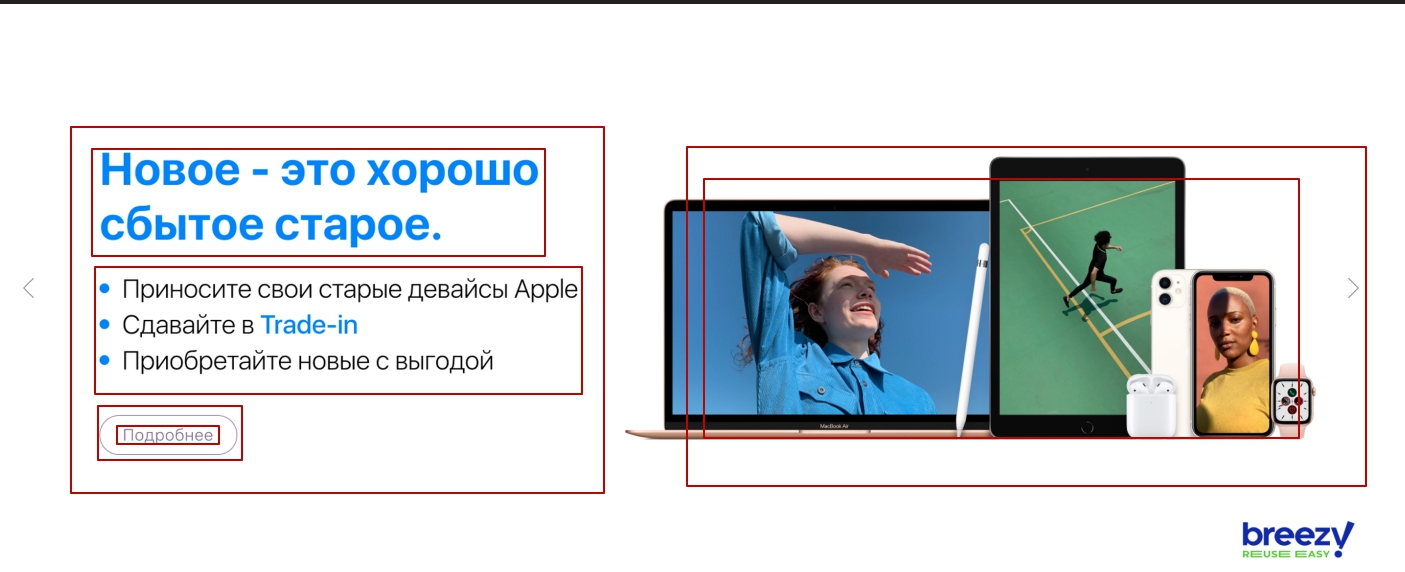 Новое - это хорошо
сбытое старое.
Приносите свои старые девайсы Apple
Сдавайте в Trade-in
Приобретайте новые с выгодой
Подробнее
MacBook Air
breezy!
REUSE EASY